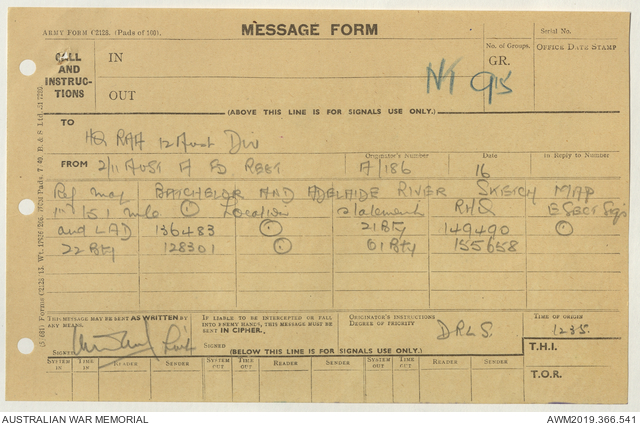 ARMY FORM C2128. (Pads of 100).
MESSAGE FORM
Serial No.
CALL AND INSTRUCTIONS
IN
No. of Groups.
GR.
OFFICE DATE STAMP
OUT
NT 95
(ABOVE THIS LINE IS FOR SIGNALS USE ONLY.)
TO
HQ RAA 12 Aust Div
FROM 2/11 AUST A FD REGT
Originator's Number
A/186
Date
16
In Reply to Number
Ref map BATCHELOR AND ADELAIDE RIVER SKETCH MAP
1 mile Location statement RHQ E Sect Sigs
and LAD 136483 21 Bty 149490
22 Bty 128301 61 Bty 155658
THIS MESSAGE MAY BE SENT AS WRITTEN BY ANY MEANS.
IF LIABLE TO BE INTERCEPTED OR FALL INTO ENEMY HANDS, THIS MESSAGE MUST BE SENT IN CIPHER.
ORIGINATOR'S INSTRUCTIONS DEGREE OF PRIORITY
DRLS.
TIME OF ORIGIN
1235.
SIGNED
SIGNED
(BELOW THIS LINE IS FOR SIGNALS USE ONLY.)
T.H.I.
SYSTEM IN TIME IN READER SENDER SYSTEM OUT TIME OUT READER SENDER SYSTEM OUT TIME OUT READER SENDER
T.O.R.
AUSTRALIAN WAR MEMORIAL
AWM2019.366.541